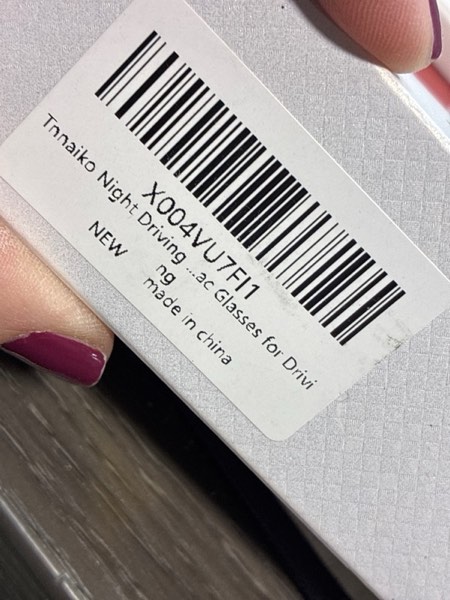 X004VU7FI1
Tnnaiko Night Driving ...ac Glasses for Drivi
ng
NEW
made in china